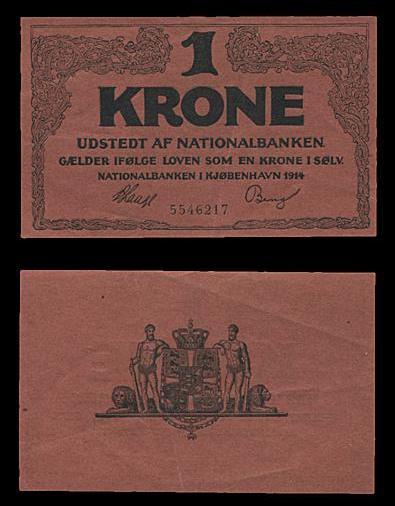 1
KRONE
UDSTEDT AF NATIONALBANKEN.
GÆLDER IFØLGE LOVEN SOM EN KRONE I SØLV.
NATIONALBANKEN I KJØBENHAVN 1914
5546217